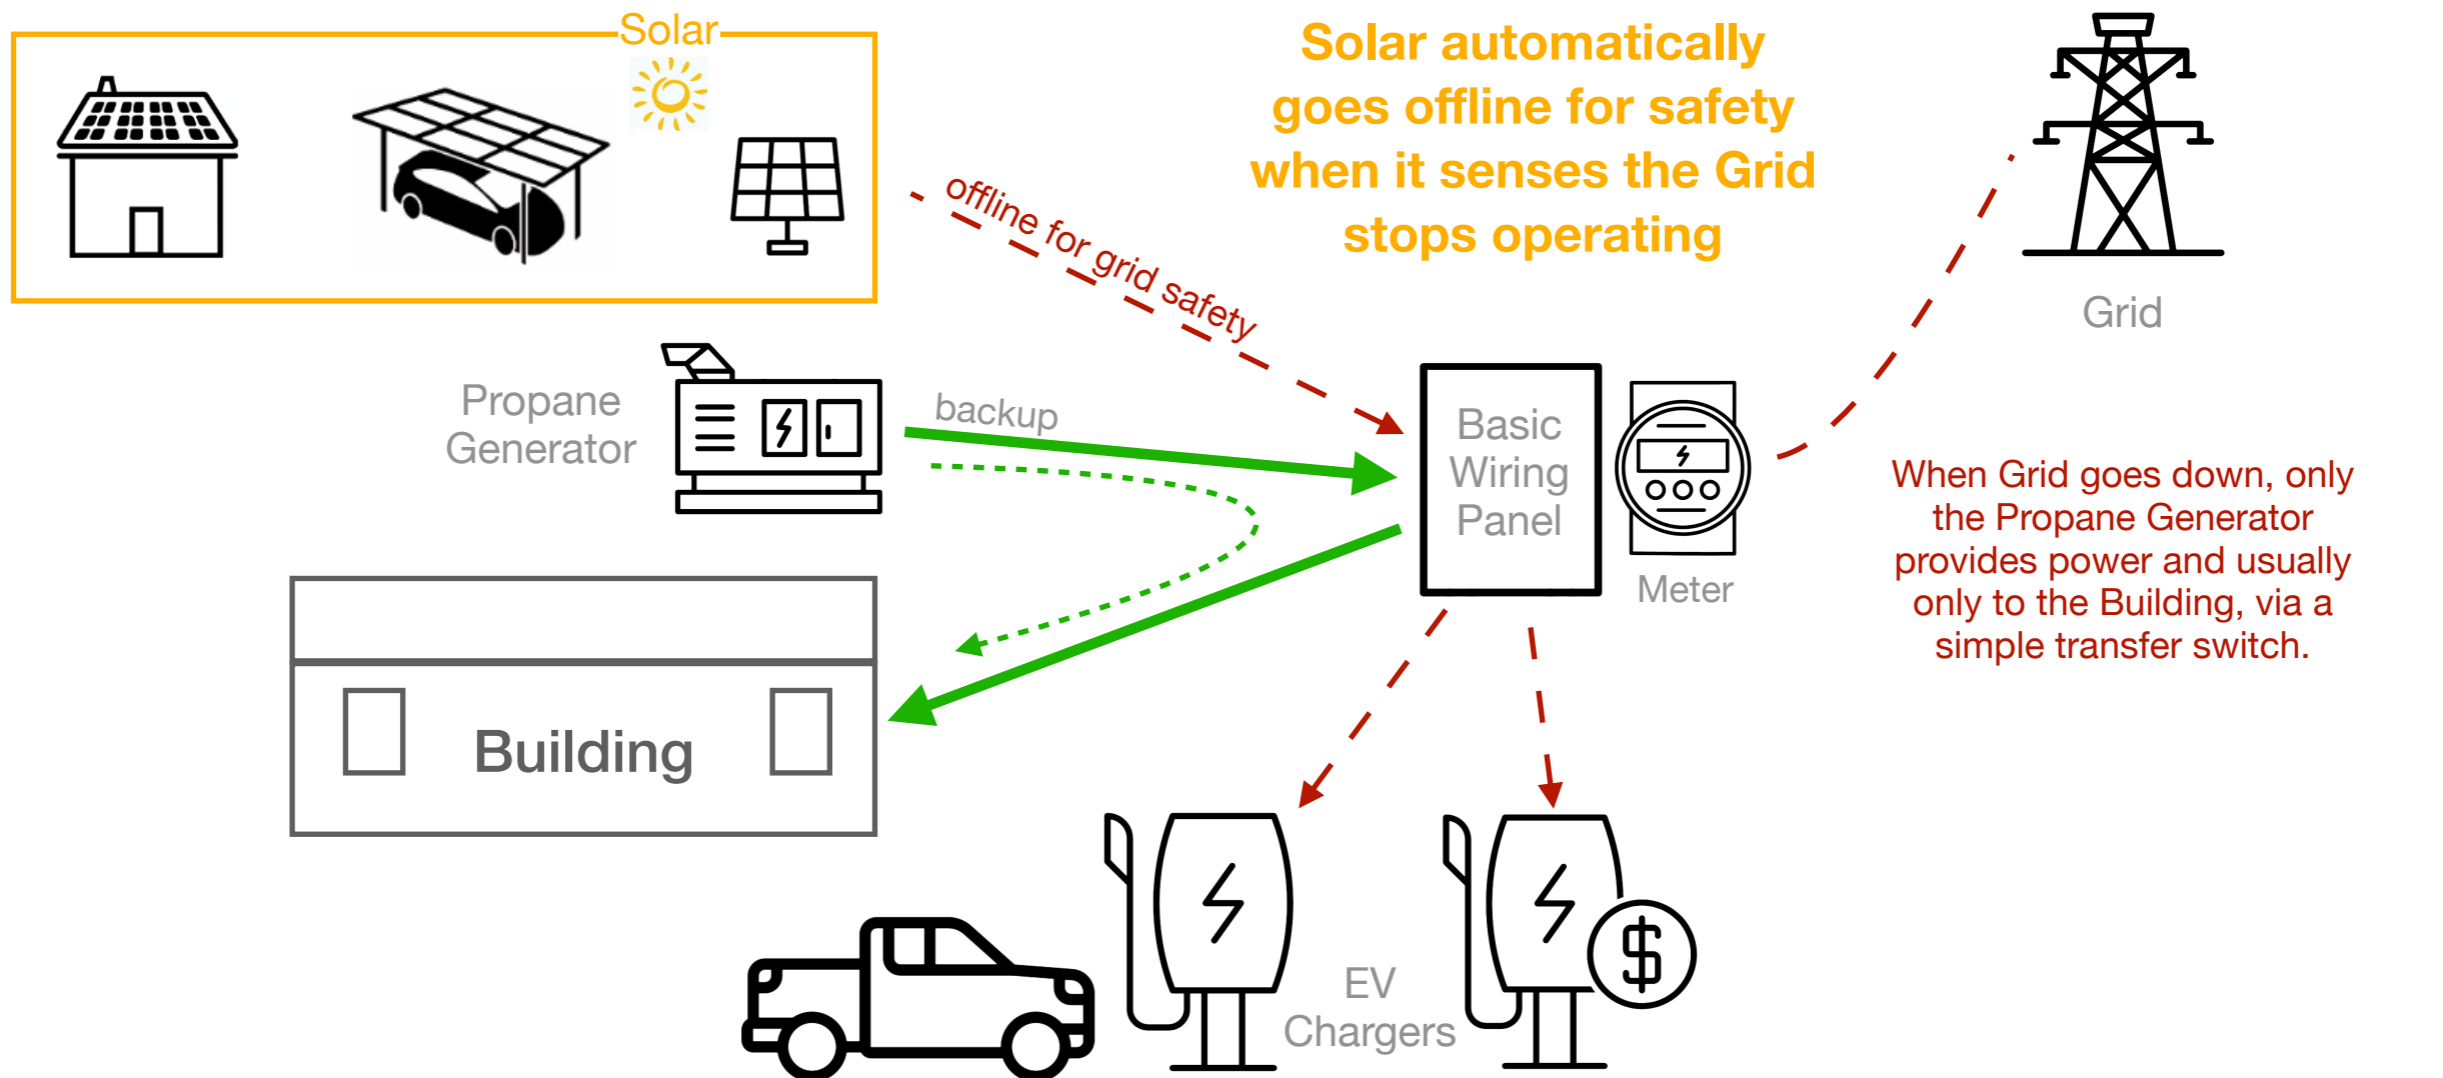 Solar
Solar automatically
goes offline for safety
when it senses the Grid
stops operating
offline for grid safety
Grid
Propane
Generator
backup
Basic
Wiring
Panel
Meter
When Grid goes down, only
the Propane Generator
provides power and usually
only to the Building, via a
simple transfer switch.
Building
EV
Chargers
$